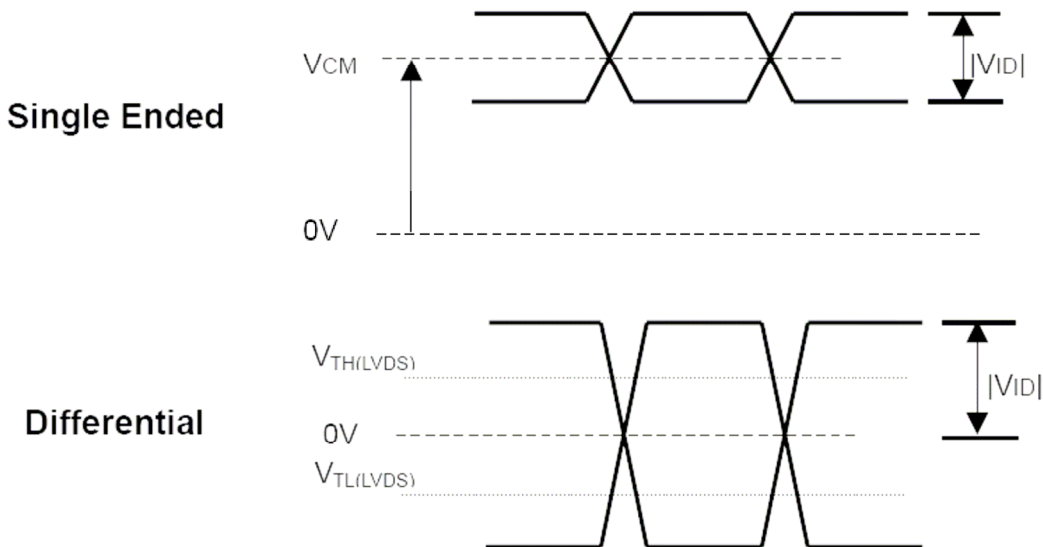 VCM
|VID|
Single Ended
0V
VTH(LVDS)
|VID|
Differential
0V
VTL(LVDS)